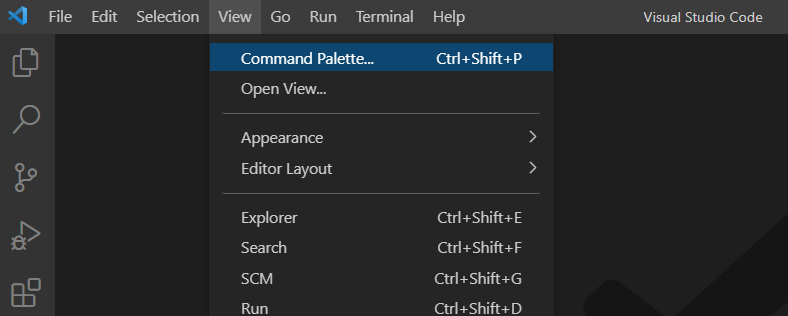 File Edit Selection View Go Run Terminal Help Visual Studio Code
Command Palette... Ctrl+Shift+P
Open View...
Appearance
Editor Layout
Explorer Ctrl+Shift+E
Search Ctrl+Shift+F
SCM Ctrl+Shift+G
Run Ctrl+Shift+D